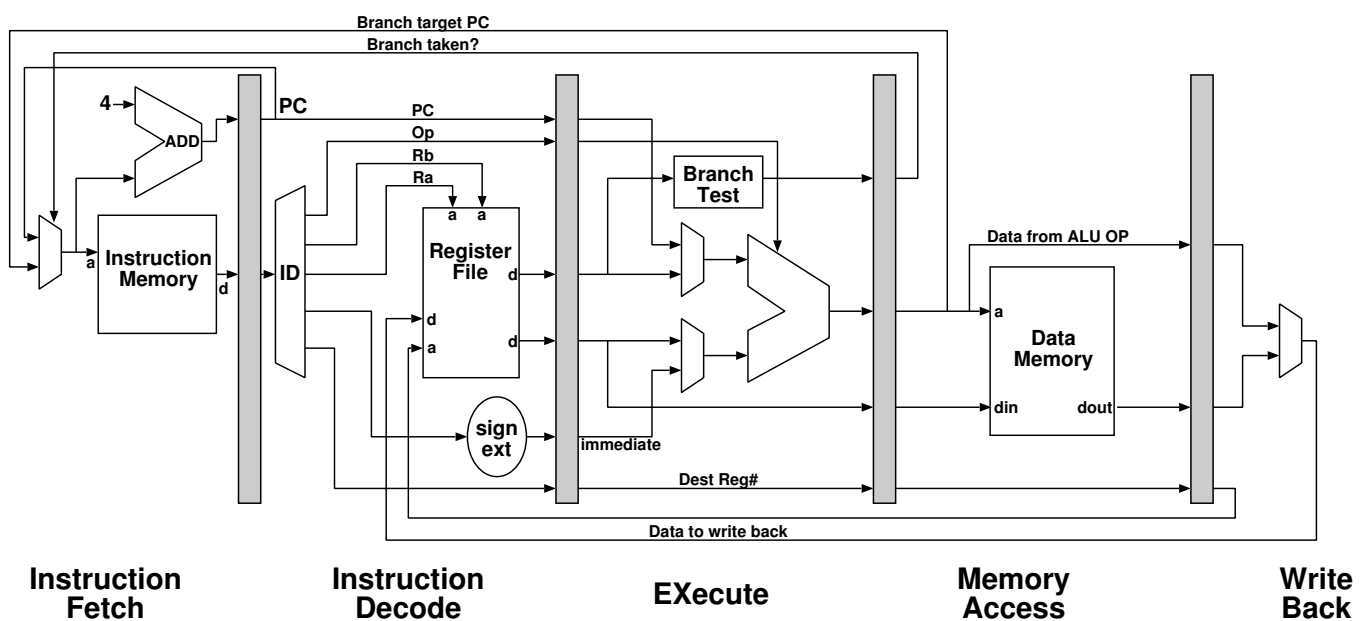 Branch target PC
Branch taken?
4
ADD
PC
PC
Op
Rb
Ra
Branch
Test
a
a
a
Instruction
Memory
d
ID
Register
File
d
d
a
d
Data from ALU OP
a
Data
Memory
din
dout
sign
ext
immediate
Dest Reg#
Data to write back
Instruction
Fetch
Instruction
Decode
EXecute
Memory
Access
Write
Back